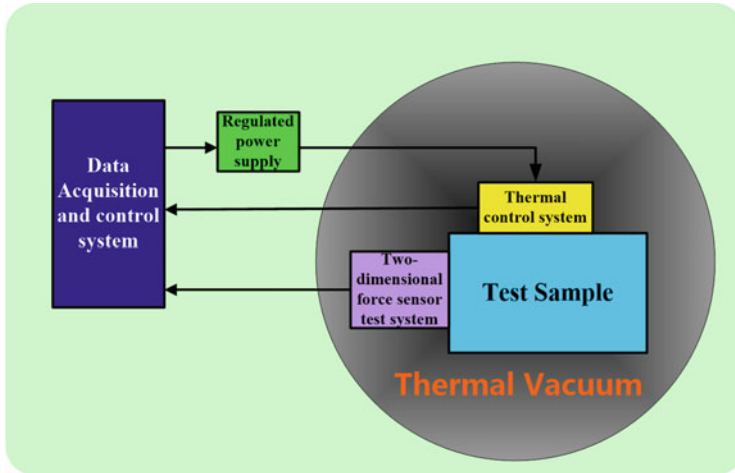 Data
Acquisition
and control
system
Regulated
power
supply
Thermal
control system
Two-
dimensional
force sensor
test system
Test Sample
Thermal Vacuum